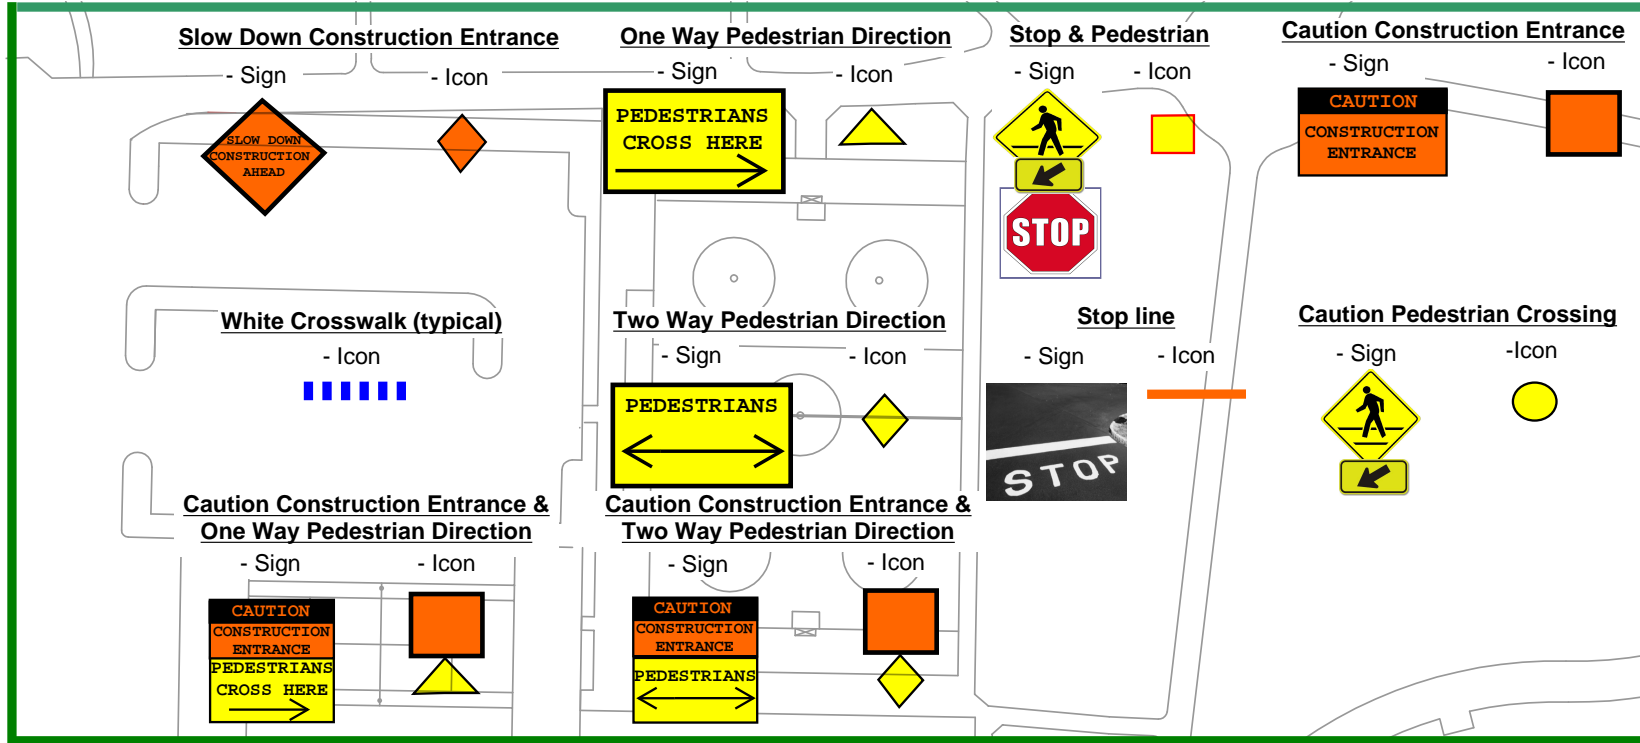 Slow Down Construction Entrance
- Sign
- Icon
SLOW DOWN
CONSTRUCTION
AHEAD
One Way Pedestrian Direction
- Sign
- Icon
PEDESTRIANS
CROSS HERE
Stop & Pedestrian
- Sign
- Icon
STOP
Caution Construction Entrance
- Sign
- Icon
CAUTION
CONSTRUCTION
ENTRANCE
White Crosswalk (typical)
- Icon
Two Way Pedestrian Direction
- Sign
- Icon
PEDESTRIANS
Stop line
- Sign
- Icon
STOP
Caution Pedestrian Crossing
- Sign
-Icon
Caution Construction Entrance &
One Way Pedestrian Direction
- Sign
- Icon
CAUTION
CONSTRUCTION
ENTRANCE
PEDESTRIANS
CROSS HERE
Caution Construction Entrance &
Two Way Pedestrian Direction
- Sign
- Icon
CAUTION
CONSTRUCTION
ENTRANCE
PEDESTRIANS